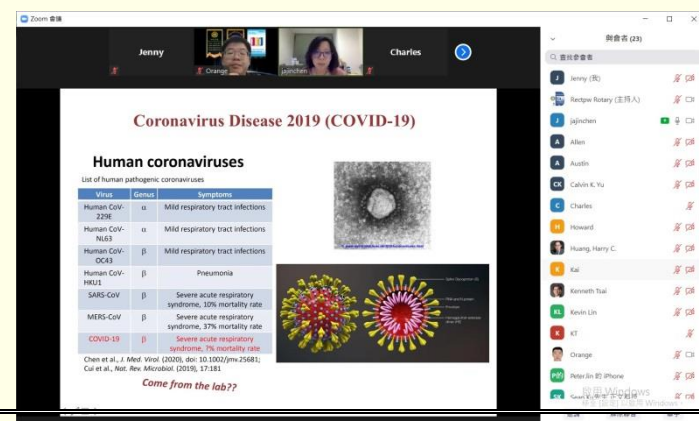 Zoom 會議
Jenny
Orange
jajinchen
Charles
Coronavirus Disease 2019 (COVID-19)
Human coronaviruses
List of human pathogenic coronaviruses
Virus Genus Symptoms
Human CoV-229E α Mild respiratory tract infections
Human CoV-NL63 α Mild respiratory tract infections
Human CoV-OC43 β Mild respiratory tract infections
Human CoV-HKU1 β Pneumonia
SARS-CoV β Severe acute respiratory
syndrome, 10% mortality rate
MERS-CoV β Severe acute respiratory
syndrome, 37% mortality rate
COVID-19 β Severe acute respiratory
syndrome, ?% mortality rate
Chen et al., J. Med. Virol. (2020), doi: 10.1002/jmv.25681;
Cui et al., Nat. Rev. Microbiol. (2019), 17:181
Come from the lab??
與會者 (23)
查找參會者
J Jenny (我)
Rectpw Rotary (主持人)
J jajinchen
A Allen
A Austin
CK Calvin K. Yu
C Charles
H Howard
Huang, Harry C.
K Kai
Kenneth Tsai
KL Kevin Lin
K KT
Orange
Peter.lin 的 iPhone
啟用 Windows